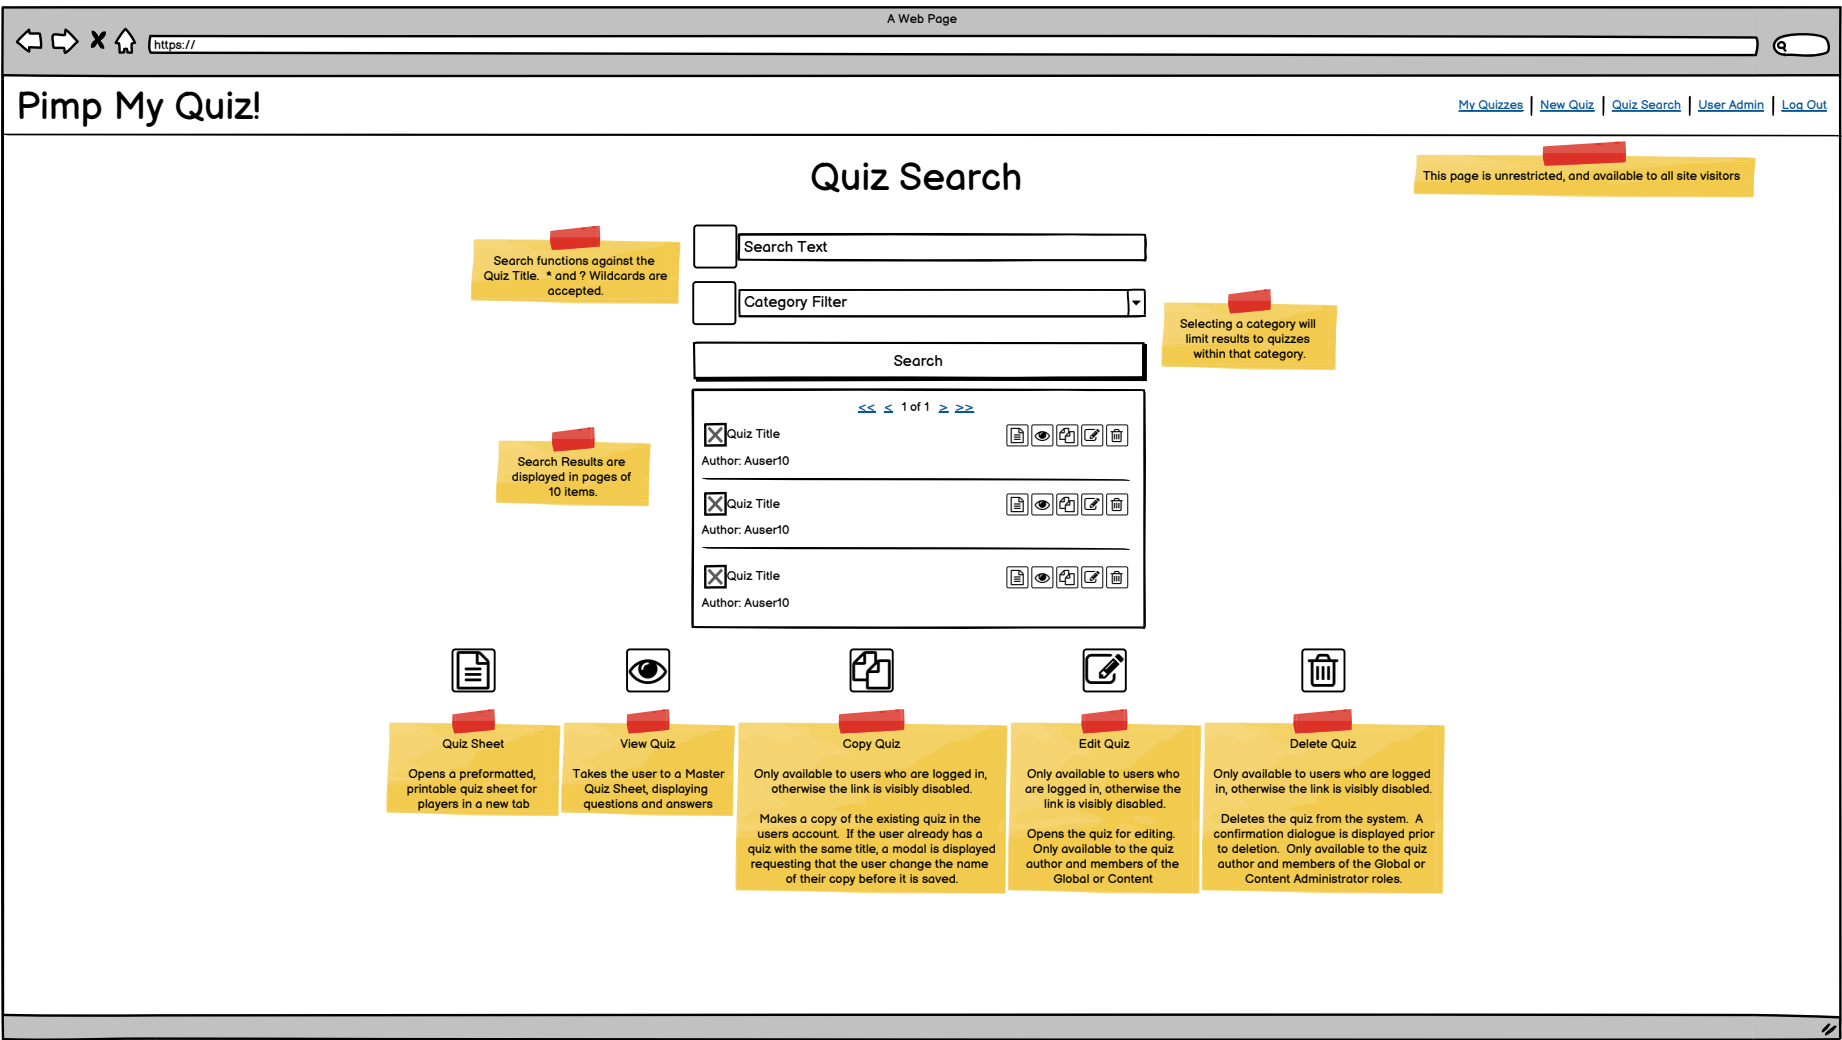 A Web Page
https://
Pimp My Quiz!
My Quizzes | New Quiz | Quiz Search | User Admin | Log Out
Quiz Search
This page is unrestricted, and available to all site visitors
Search functions against the
Quiz Title.  * and ? Wildcards are
accepted.
Search Text
Category Filter
Selecting a category will
limit results to quizzes
within that category.
Search
<< < 1 of 1 > >>
Quiz Title
Author: Auser10
Search Results are
displayed in pages of
10 items.
Quiz Title
Author: Auser10
Quiz Title
Author: Auser10
Quiz Sheet
Opens a preformatted,
printable quiz sheet for
players in a new tab
View Quiz
Takes the user to a Master
Quiz Sheet, displaying
questions and answers
Copy Quiz
Only available to users who are logged in,
otherwise the link is visibly disabled.
Makes a copy of the existing quiz in the
users account.  If the user already has a
quiz with the same title, a modal is displayed
requesting that the user change the name
of their copy before it is saved.
Edit Quiz
Only available to users who
are logged in, otherwise the
link is visibly disabled.
Opens the quiz for editing.
Only available to the quiz
author and members of the
Global or Content
Delete Quiz
Only available to users who are logged
in, otherwise the link is visibly disabled.
Deletes the quiz from the system.  A
confirmation dialogue is displayed prior
to deletion.  Only available to the quiz
author and members of the Global or
Content Administrator roles.